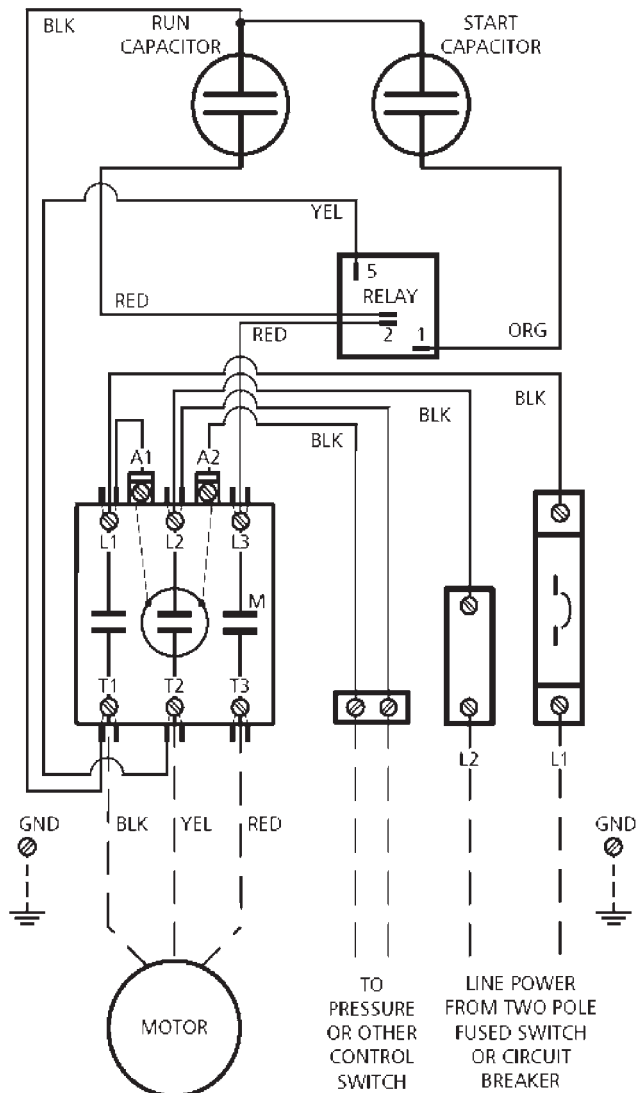 BLK
RUN
CAPACITOR
START
CAPACITOR
YEL
5
RELAY
RED
RED
2
1
ORG
BLK
BLK
BLK
A1
A2
L1
L2
L3
M
T1
T2
T3
L2
L1
GND
BLK
YEL
RED
GND
MOTOR
TO
PRESSURE
OR OTHER
CONTROL
SWITCH
LINE POWER
FROM TWO POLE
FUSED SWITCH
OR CIRCUIT
BREAKER